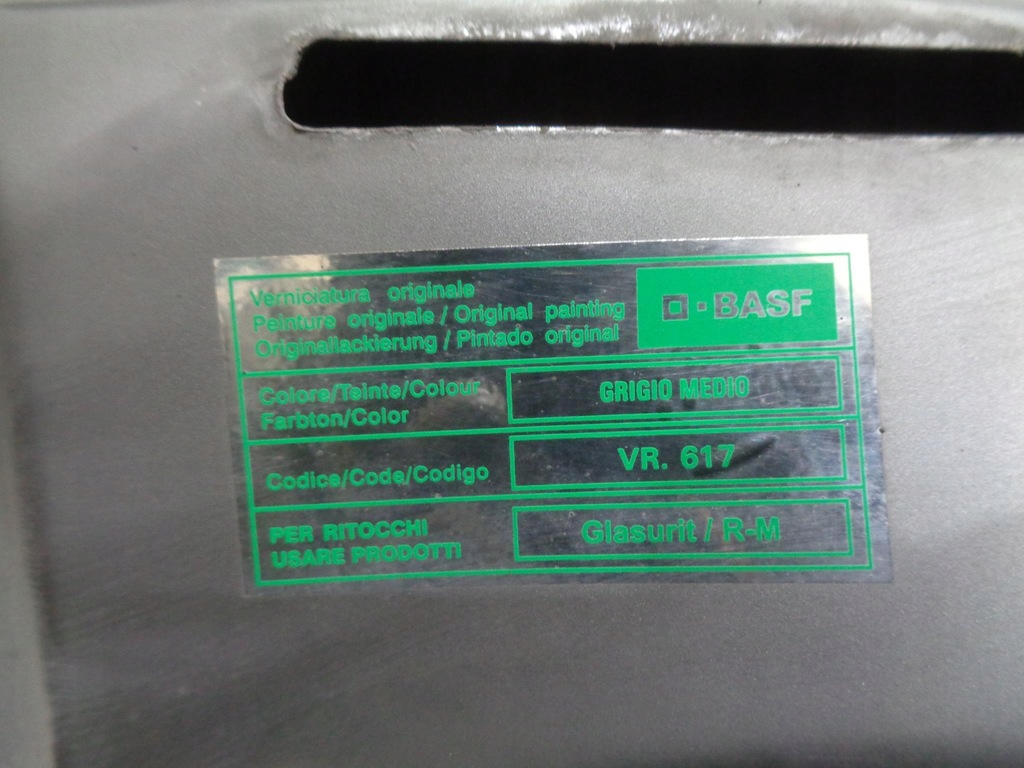 Verniciatura originale
Peinture originale / Original painting
Originallackierung / Pintado original
BASF
Colore/Teinte/Colour
Farbton/Color
GRIGIO MEDIO
Codice/Code/Codigo
VR. 617
PER RITOCCHI
USARE PRODOTTI
Glasurit / R-M